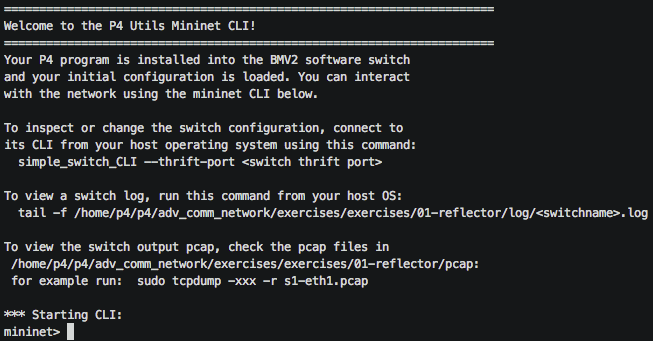 ======================================================================
Welcome to the P4 Utils Mininet CLI!
======================================================================
Your P4 program is installed into the BMV2 software switch
and your initial configuration is loaded. You can interact
with the network using the mininet CLI below.
To inspect or change the switch configuration, connect to
its CLI from your host operating system using this command:
simple_switch_CLI --thrift-port <switch thrift port>
To view a switch log, run this command from your host OS:
tail -f /home/p4/p4/adv_comm_network/exercises/exercises/01-reflector/log/<switchname>.log
To view the switch output pcap, check the pcap files in
/home/p4/p4/adv_comm_network/exercises/exercises/01-reflector/pcap:
for example run:  sudo tcpdump -xxx -r s1-eth1.pcap
*** Starting CLI:
mininet>